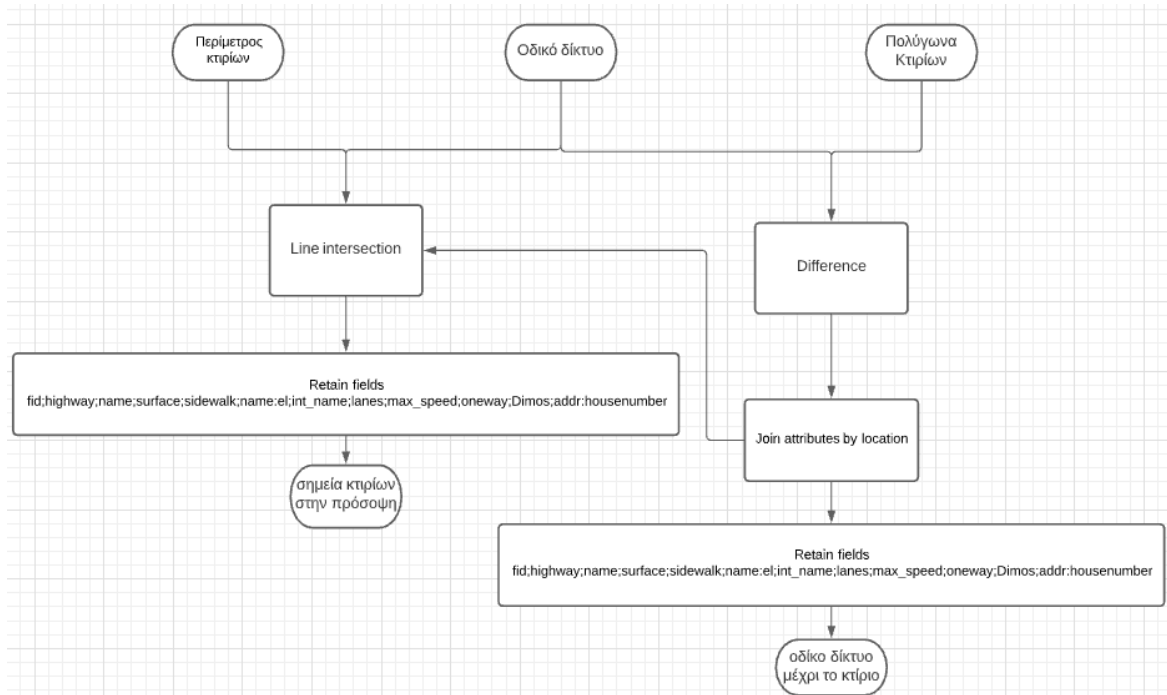 Περίμετρος
κτιρίων
Οδικό δίκτυο
Πολύγωνα
Κτιρίων
Line intersection
Difference
Retain fields
fid;highway;name;surface;sidewalk;name:el;int_name;lanes;max_speed;oneway;Dimos;addr:housenumber
Join attributes by location
σημεία κτιρίων
στην πρόσοψη
Retain fields
fid;highway;name;surface;sidewalk;name:el;int_name;lanes;max_speed;oneway;Dimos;addr:housenumber
οδίκο δίκτυο
μέχρι το κτίριο